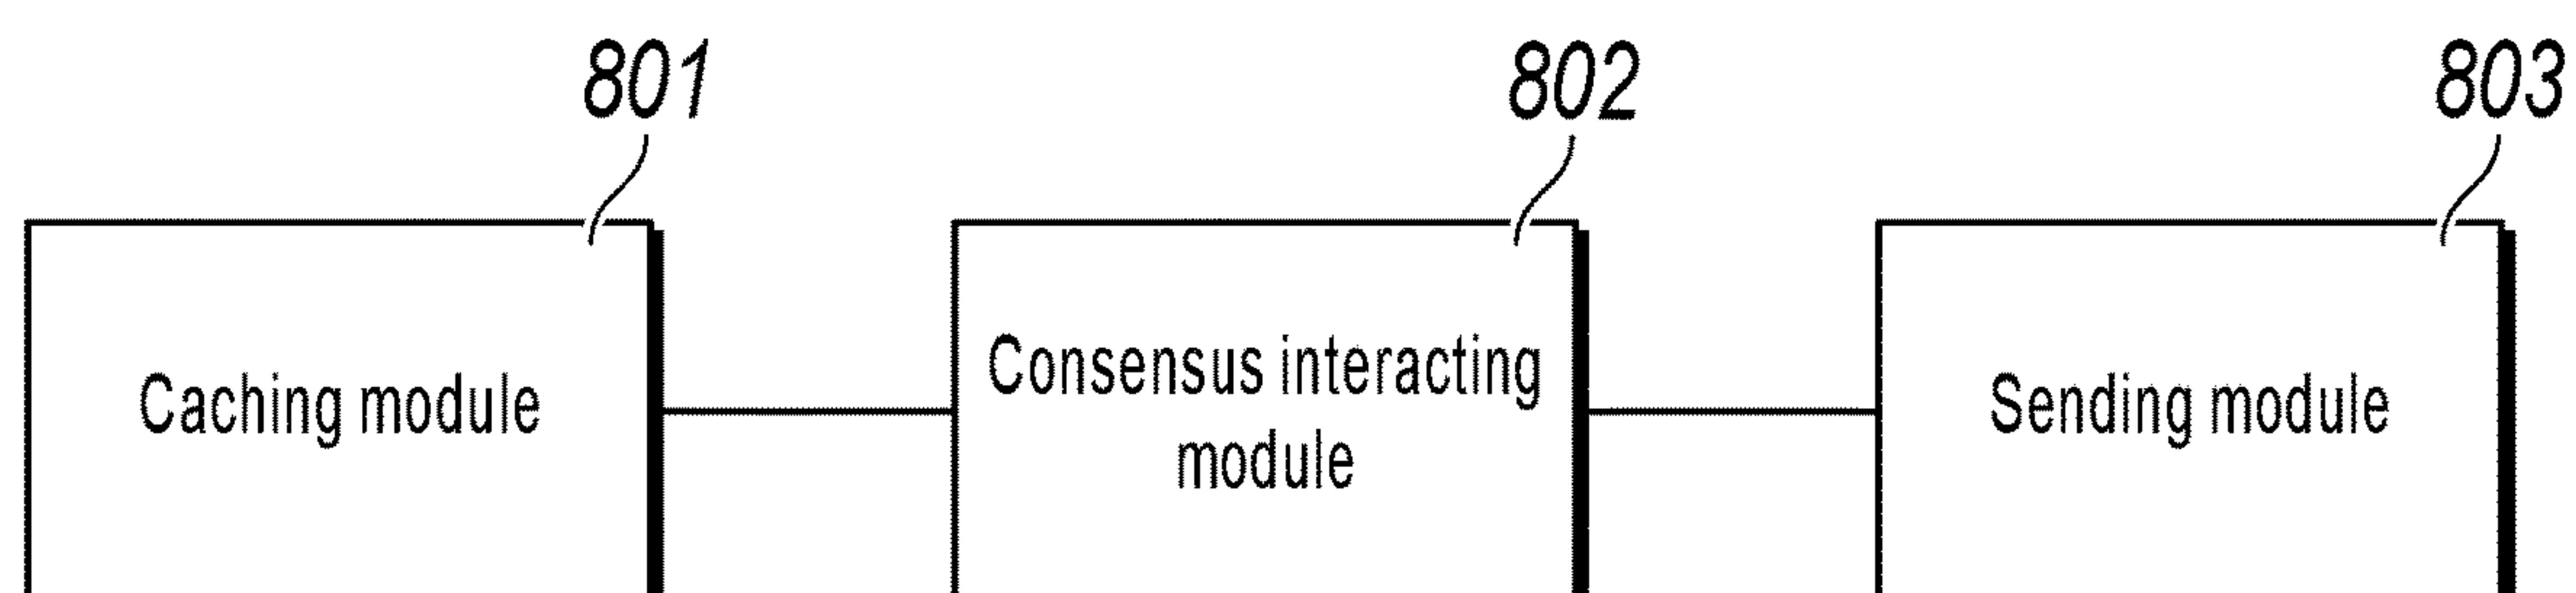 801
802
803
Caching module
Consensus interacting
module
Sending module